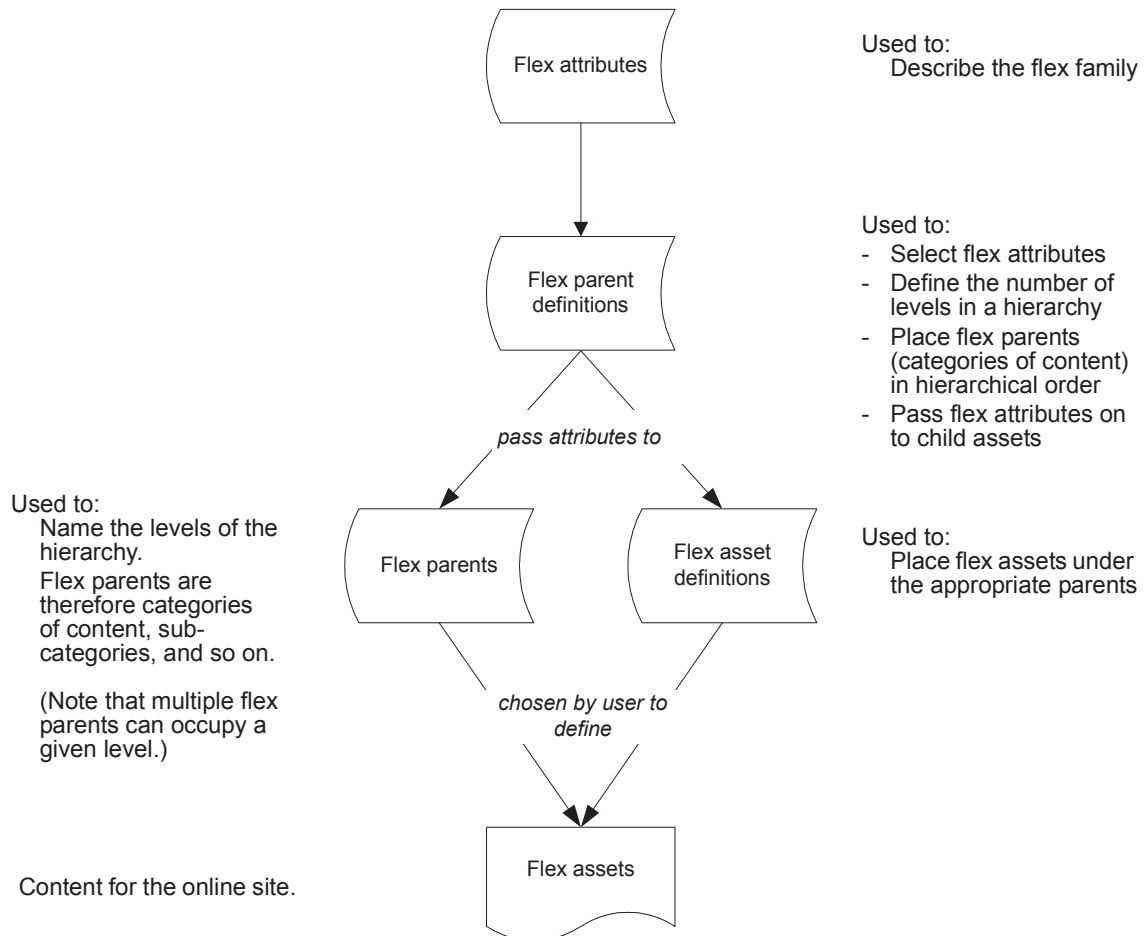 Flex attributes
Used to:
Describe the flex family
Flex parent
definitions
Used to:
- Select flex attributes
- Define the number of
levels in a hierarchy
- Place flex parents
(categories of content)
in hierarchical order
- Pass flex attributes on
to child assets
pass attributes to
Used to:
Name the levels of the
hierarchy.
Flex parents are
therefore categories
of content, sub-
categories, and so on.
(Note that multiple flex
parents can occupy a
given level.)
Flex parents
Flex asset
definitions
Used to:
Place flex assets under
the appropriate parents
chosen by user to
define
Flex assets
Content for the online site.